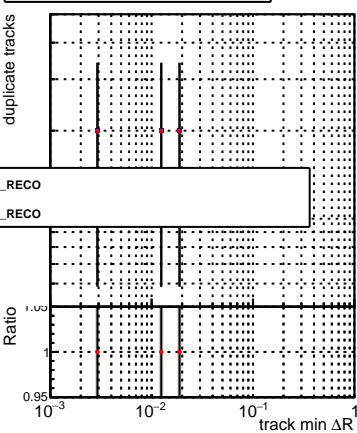 duplicate tracks
_RECO
_RECO
Ratio
1.05
1
0.95
10⁻³ 10⁻² 10⁻¹ 1
track min ΔR